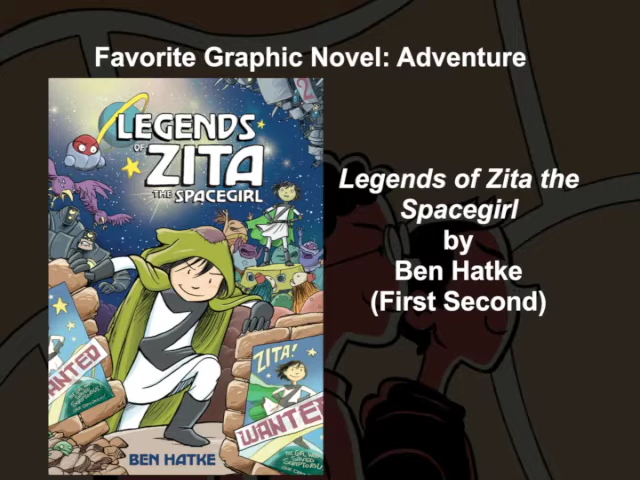 Favorite Graphic Novel: Adventure
2
LEGENDS
OF
ZITA
THE SPACEGIRL
Legends of Zita the
Spacegirl
by
Ben Hatke
(First Second)
ZITA!
WANTED
WANTED
BEN HATKE